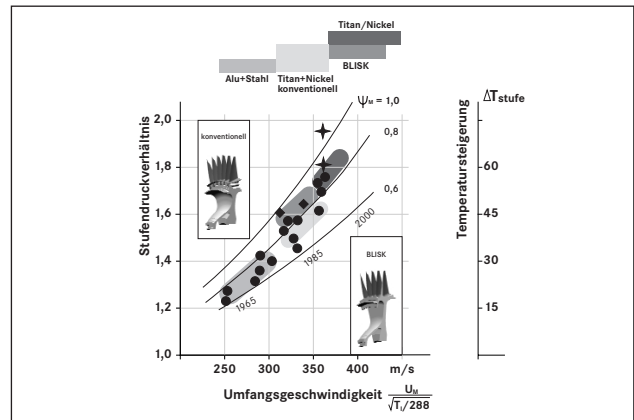 Titan/Nickel
BLISK
Alu+Stahl
Titan+Nickel
konventionell
ΨM = 1,0
0,8
0,6
2,0
1,8
1,6
1,4
1,2
1,0
Stufendruckverhältnis
konventionell
BLISK
1965
1985
2000
250
300
350
400
m/s
Umfangsgeschwindigkeit UM / √Ti/288
ΔTstufe
Temperatursteigerung
60
45
30
15